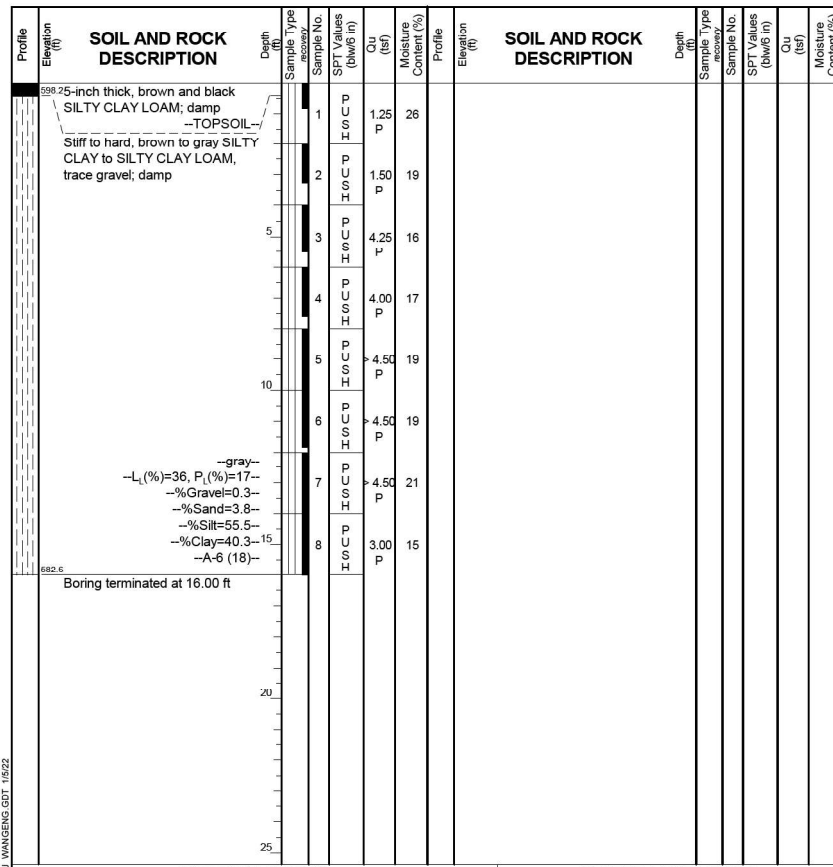 Profile
Elevation (ft)
SOIL AND ROCK DESCRIPTION
Depth (ft)
Sample Type
recovery
Sample No.
SPT Values (blw/6 in)
Qu (tsf)
Moisture Content (%)
Profile
Elevation (ft)
SOIL AND ROCK DESCRIPTION
Depth (ft)
Sample Type
recovery
Sample No.
SPT Values (blw/6 in)
Qu (tsf)
Moisture Content (%)
598.2 5-inch thick, brown and black
SILTY CLAY LOAM; damp
--TOPSOIL--
1 PUSH 1.25 P 26
Stiff to hard, brown to gray SILTY
CLAY to SILTY CLAY LOAM,
trace gravel; damp
2 PUSH 1.50 P 19
5
3 PUSH 4.25 P 16
4 PUSH 4.00 P 17
5 PUSH > 4.50 P 19
10
6 PUSH > 4.50 P 19
--gray--
--LL(%)=36, PL(%)=17--
--%Gravel=0.3--
7 PUSH > 4.50 P 21
--%Sand=3.8--
--%Silt=55.5--
--%Clay=40.3-- 15
--A-6 (18)--
8 PUSH 3.00 P 15
682.6
Boring terminated at 16.00 ft
20
25
WANGENG.GDT 1/5/22